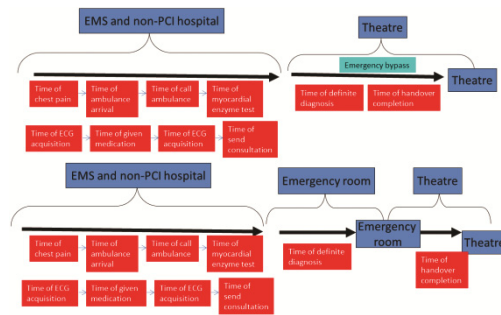 EMS and non-PCI hospital
Theatre
Emergency bypass
Theatre
Time of
chest pain
Time of
ambulance
arrival
Time of call
ambulance
Time of
myocardial
enzyme test
Time of definite
diagnosis
Time of handover
completion
Time of ECG
acquisition
Time of given
medication
Time of ECG
acquisition
Time of
send
consultation
EMS and non-PCI hospital
Emergency room
Theatre
Emergency
room
Theatre
Time of
chest pain
Time of
ambulance
arrival
Time of call
ambulance
Time of
myocardial
enzyme test
Time of definite
diagnosis
Time of
handover
completion
Time of ECG
acquisition
Time of given
medication
Time of ECG
acquisition
Time of
send
consultation